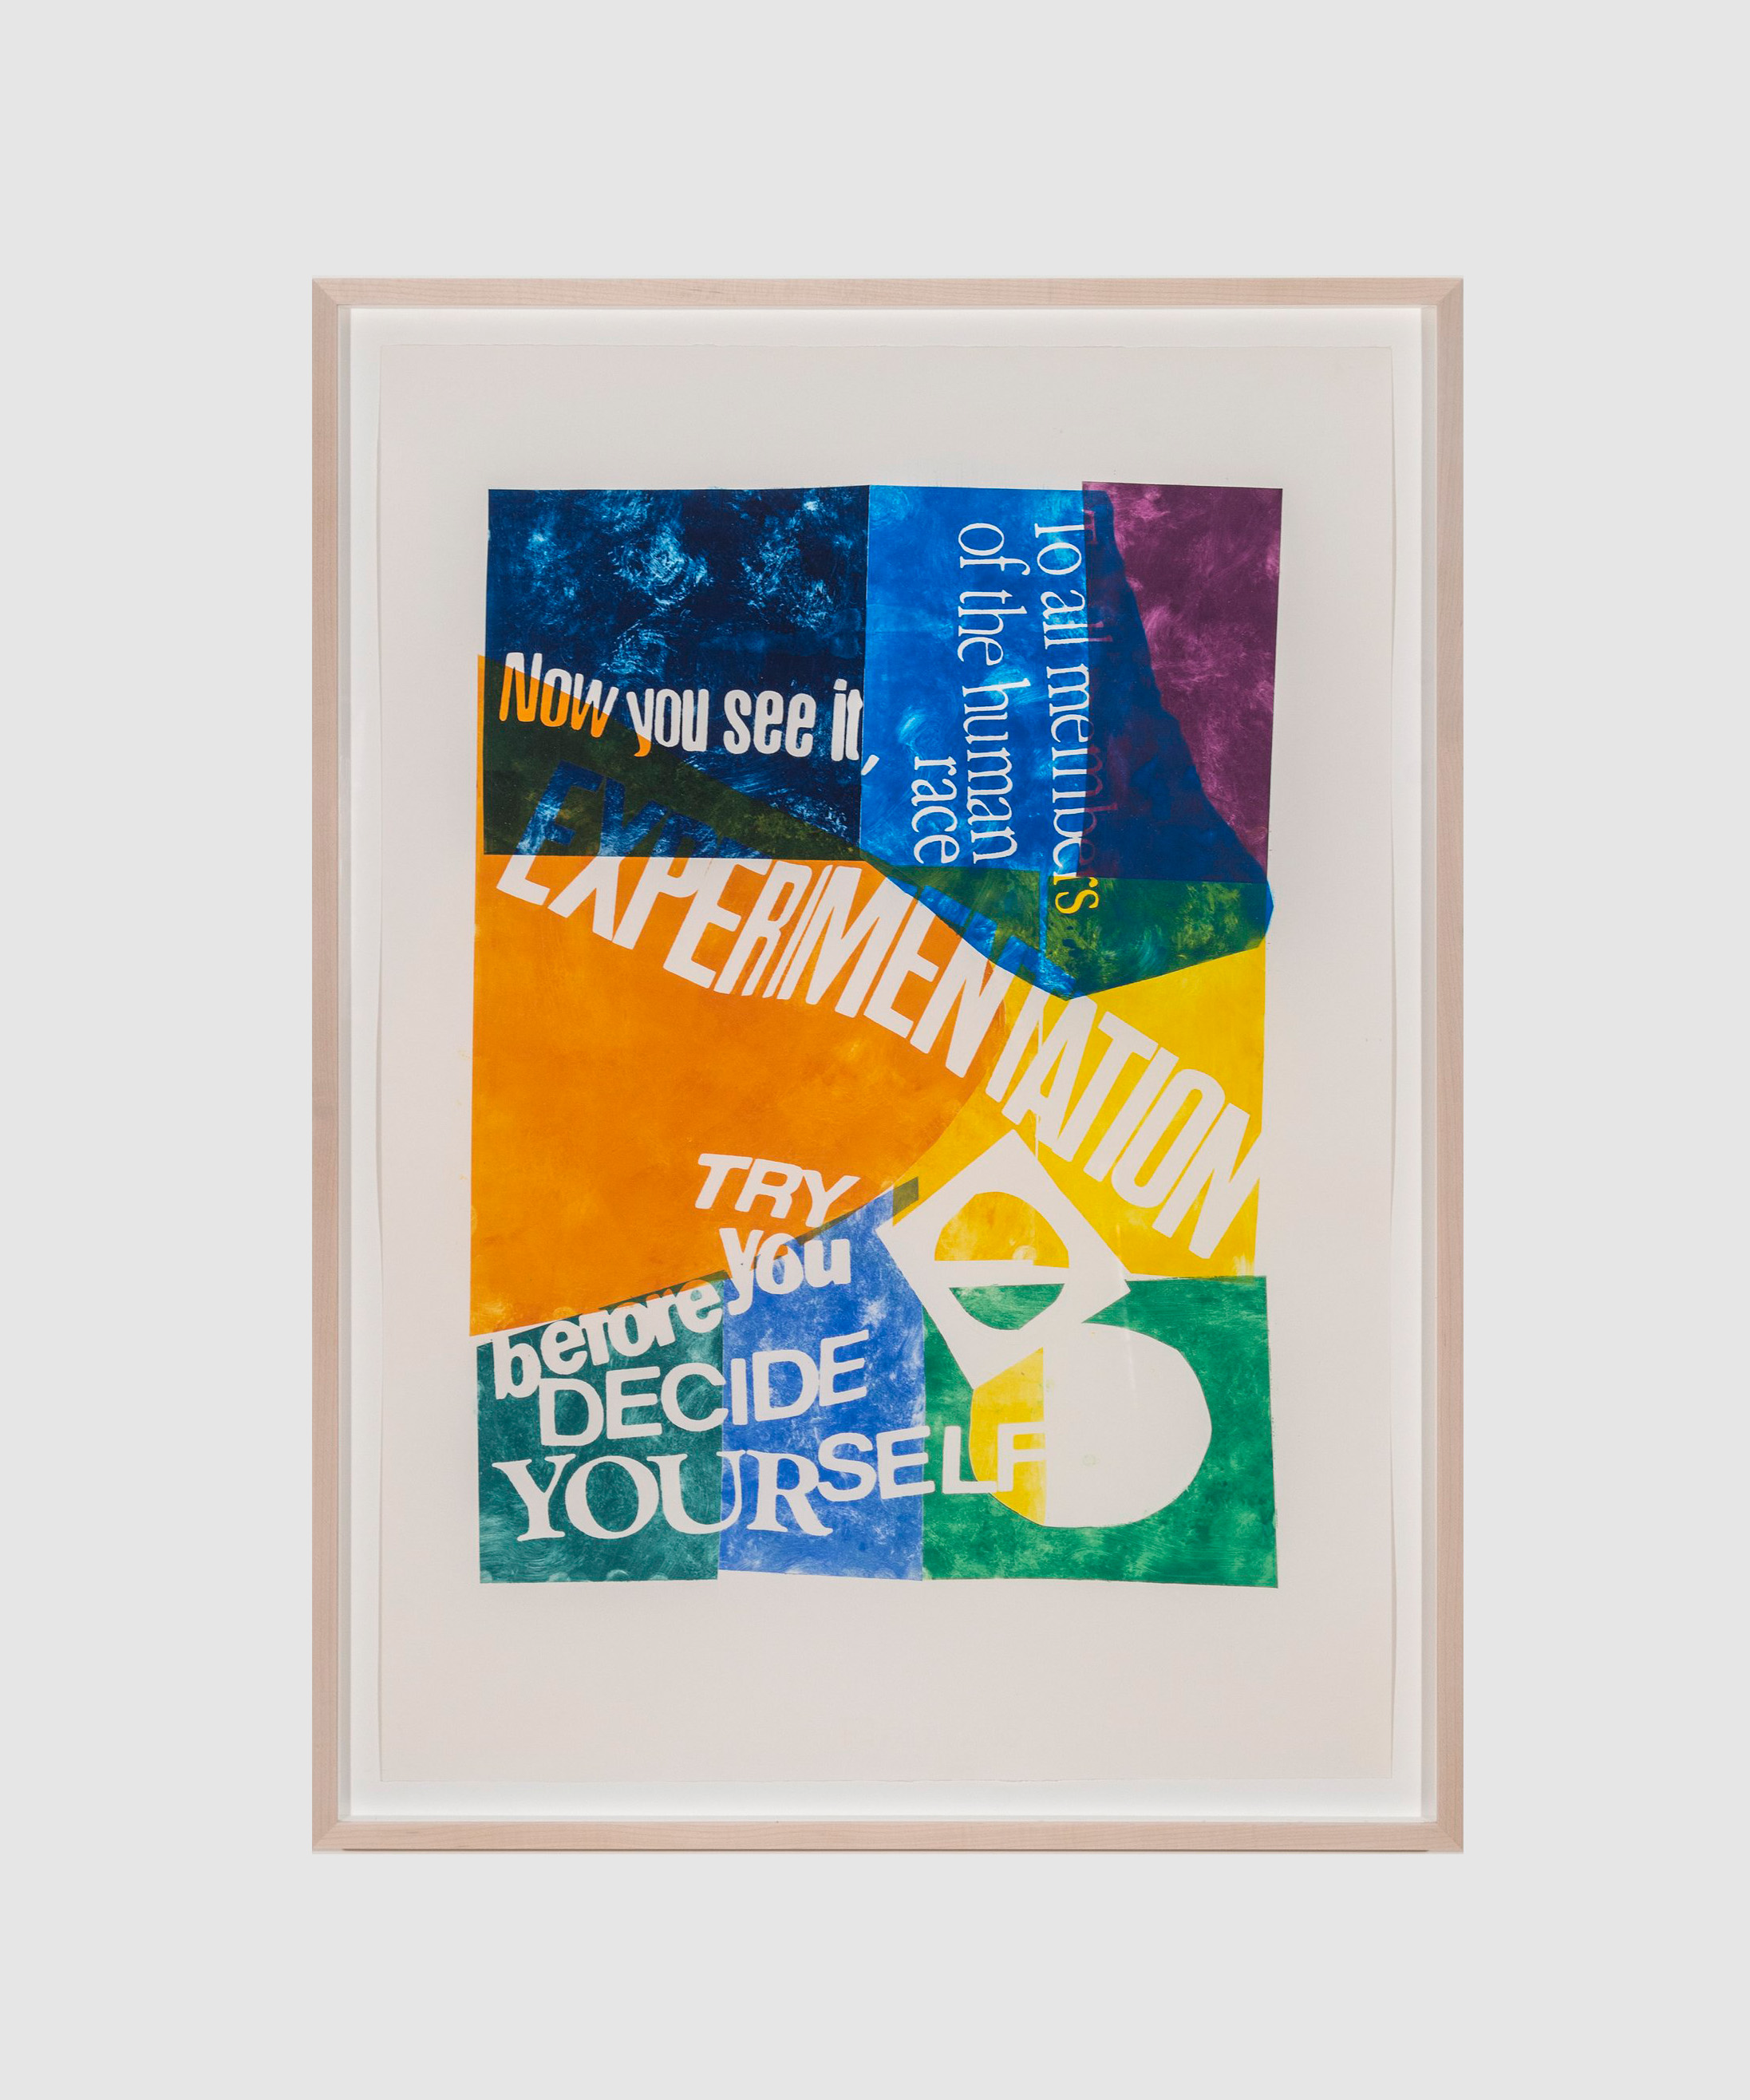 Now you see it,
To all members
of the human
race
EXPERIMENTATION
TRY
you
before
DECIDE
YOURSELF